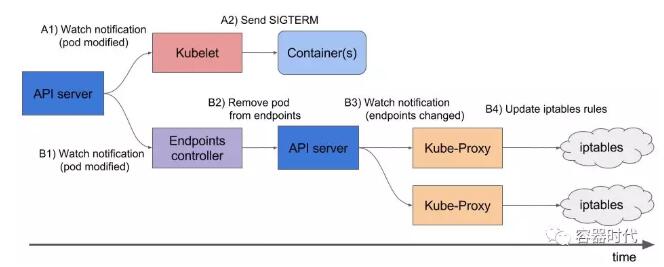 A1) Watch notification
(pod modified)
A2) Send SIGTERM
Kubelet
Container(s)
API server
B1) Watch notification
(pod modified)
B2) Remove pod
from endpoints
B3) Watch notification
(endpoints changed)
B4) Update iptables rules
Endpoints
controller
API server
Kube-Proxy
iptables
Kube-Proxy
iptables
容器时代
time